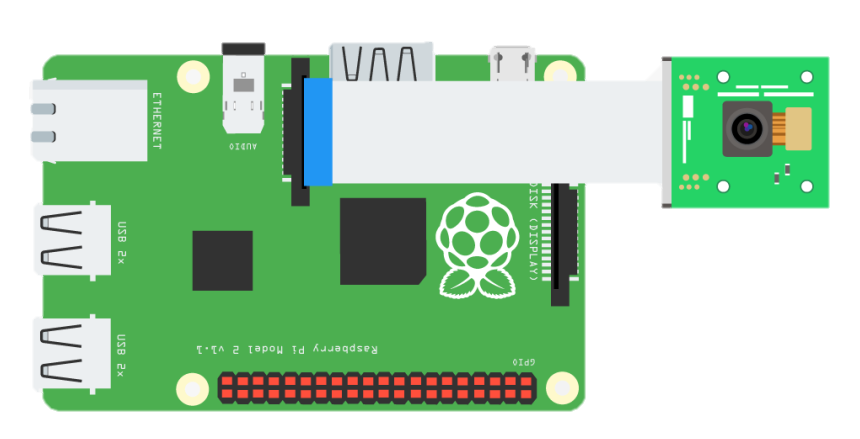 ETHERNET
AUDIO
USB 2x
DISK (DISPLAY)
USB 2x
Raspberry Pi Model 2 v1.1
GPIO